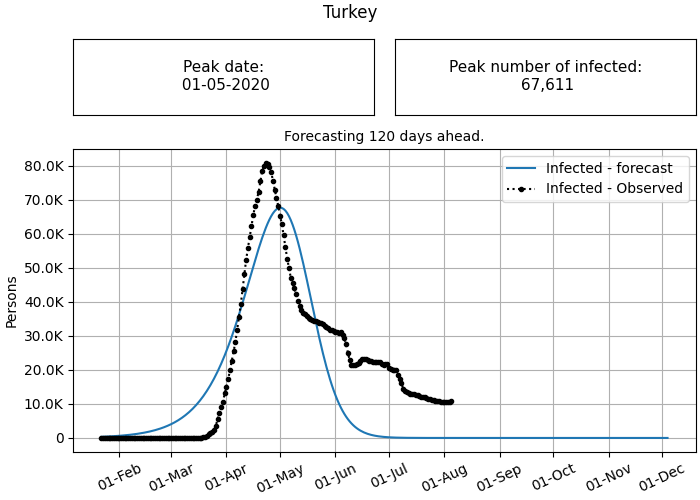 Turkey
Peak date:
01-05-2020
Peak number of infected:
67,611
Forecasting 120 days ahead.
Infected - forecast
Infected - Observed
Persons
80.0K
70.0K
60.0K
50.0K
40.0K
30.0K
20.0K
10.0K
0
01-Feb
01-Mar
01-Apr
01-May
01-Jun
01-Jul
01-Aug
01-Sep
01-Oct
01-Nov
01-Dec